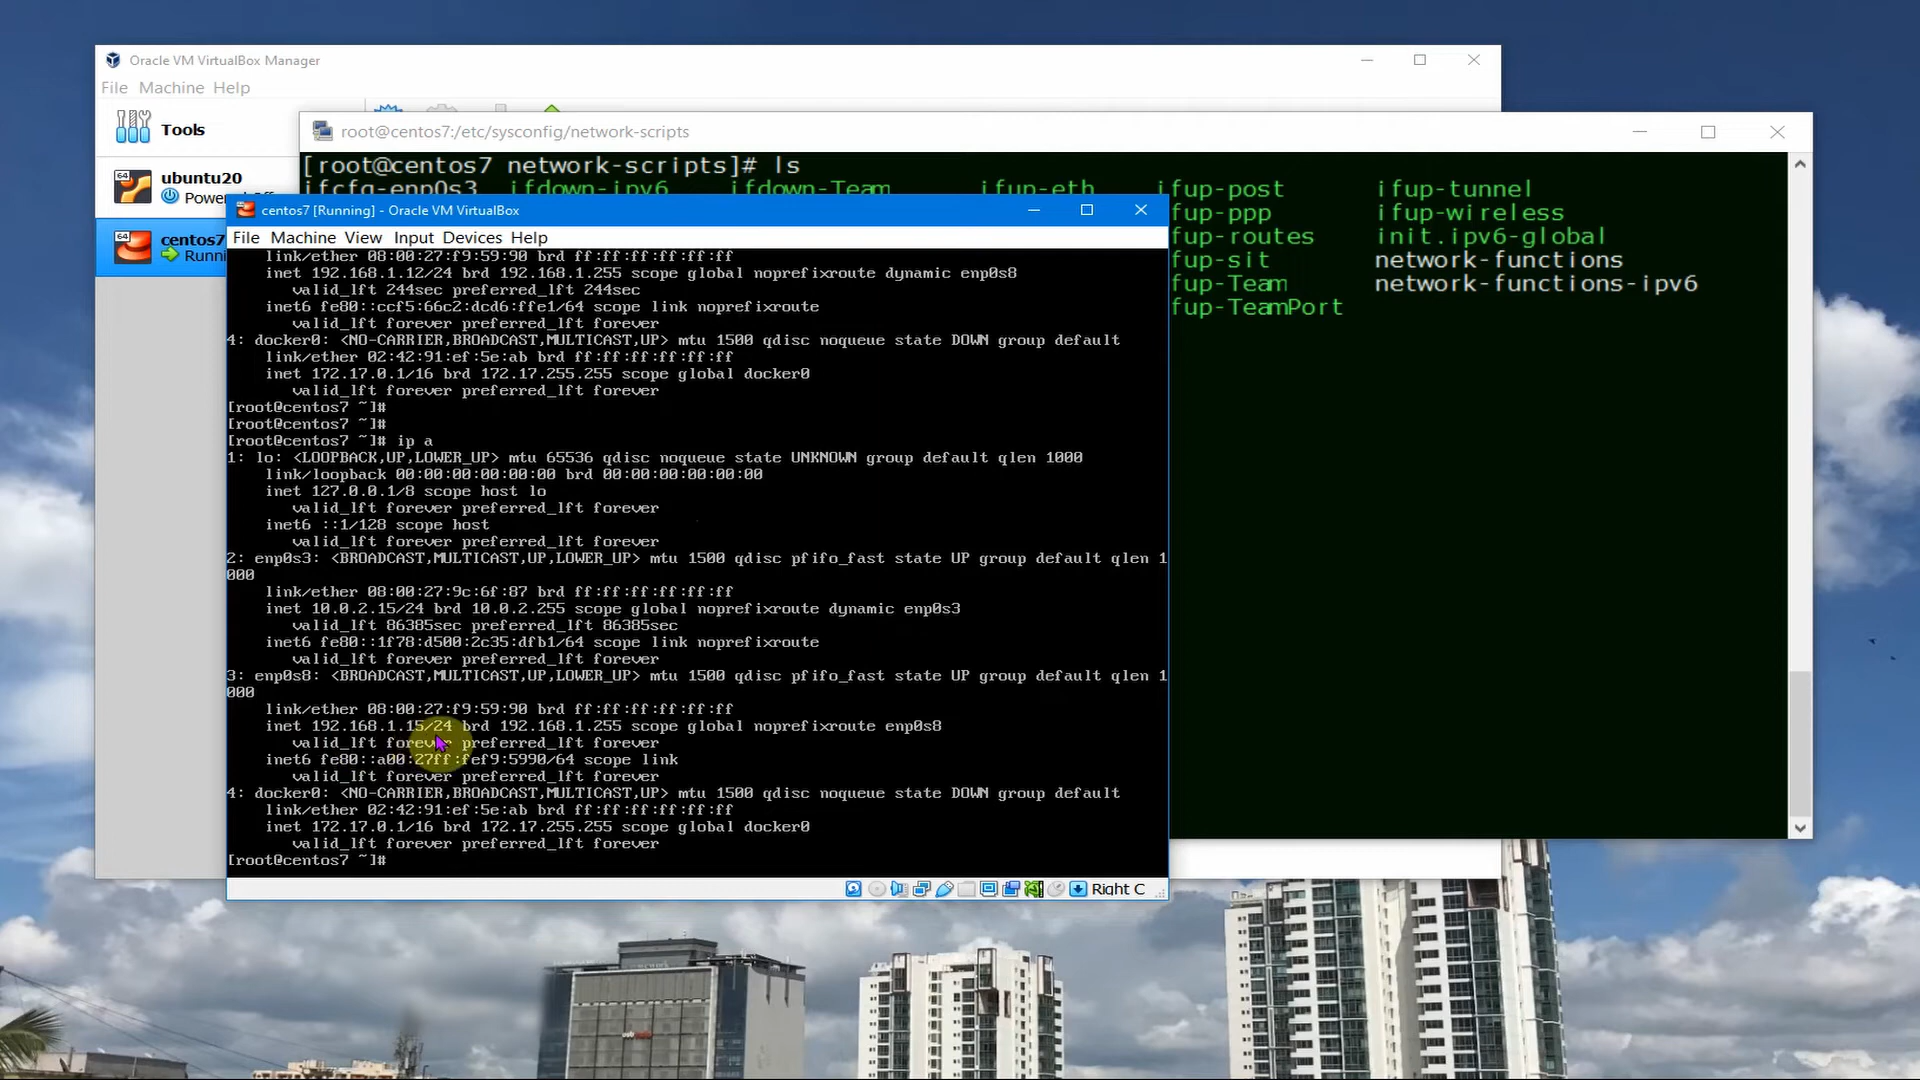 Oracle VM VirtualBox Manager
File Machine Help
Tools
root@centos7:/etc/sysconfig/network-scripts
64
ubuntu20
64
centos7
[root@centos7 network-scripts]# ls
ifcfg-enp0s3 ifdown-ipv6 ifdown-Team ifup-eth ifup-post ifup-tunnel
fup-ppp ifup-wireless
fup-routes init.ipv6-global
fup-sit network-functions
fup-Team network-functions-ipv6
fup-TeamPort
centos7 [Running] - Oracle VM VirtualBox
File Machine View Input Devices Help
link/ether 08:00:27:f9:59:90 brd ff:ff:ff:ff:ff:ff
inet 192.168.1.12/24 brd 192.168.1.255 scope global noprefixroute dynamic enp0s8
valid_lft 244sec preferred_lft 244sec
inet6 fe80::ccf5:66c2:dcd6:ffe1/64 scope link noprefixroute
valid_lft forever preferred_lft forever
4: docker0: <NO-CARRIER,BROADCAST,MULTICAST,UP> mtu 1500 qdisc noqueue state DOWN group default
link/ether 02:42:91:ef:5e:ab brd ff:ff:ff:ff:ff:ff
inet 172.17.0.1/16 brd 172.17.255.255 scope global docker0
valid_lft forever preferred_lft forever
[root@centos7 ~]#
[root@centos7 ~]#
[root@centos7 ~]# ip a
1: lo: <LOOPBACK,UP,LOWER_UP> mtu 65536 qdisc noqueue state UNKNOWN group default qlen 1000
link/loopback 00:00:00:00:00:00 brd 00:00:00:00:00:00
inet 127.0.0.1/8 scope host lo
valid_lft forever preferred_lft forever
inet6 ::1/128 scope host
valid_lft forever preferred_lft forever
2: enp0s3: <BROADCAST,MULTICAST,UP,LOWER_UP> mtu 1500 qdisc pfifo_fast state UP group default qlen 1
000
link/ether 08:00:27:9c:6f:87 brd ff:ff:ff:ff:ff:ff
inet 10.0.2.15/24 brd 10.0.2.255 scope global noprefixroute dynamic enp0s3
valid_lft 86385sec preferred_lft 86385sec
inet6 fe80::1f78:d500:2c35:dfb1/64 scope link noprefixroute
valid_lft forever preferred_lft forever
3: enp0s8: <BROADCAST,MULTICAST,UP,LOWER_UP> mtu 1500 qdisc pfifo_fast state UP group default qlen 1
000
link/ether 08:00:27:f9:59:90 brd ff:ff:ff:ff:ff:ff
inet 192.168.1.15/24 brd 192.168.1.255 scope global noprefixroute enp0s8
valid_lft forever preferred_lft forever
inet6 fe80::a00:27ff:fef9:5990/64 scope link
valid_lft forever preferred_lft forever
4: docker0: <NO-CARRIER,BROADCAST,MULTICAST,UP> mtu 1500 qdisc noqueue state DOWN group default
link/ether 02:42:91:ef:5e:ab brd ff:ff:ff:ff:ff:ff
inet 172.17.0.1/16 brd 172.17.255.255 scope global docker0
valid_lft forever preferred_lft forever
[root@centos7 ~]#
Right C